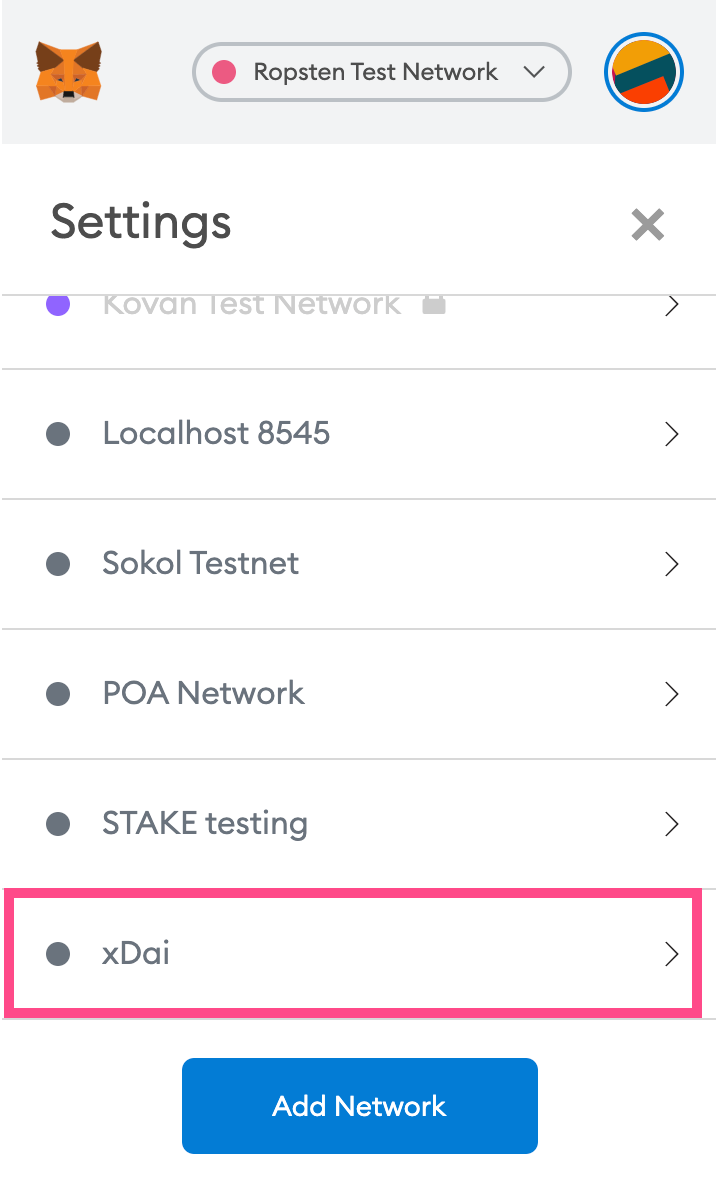 Ropsten Test Network
Settings
Kovan Test Network
Localhost 8545
Sokol Testnet
POA Network
STAKE testing
xDai
Add Network